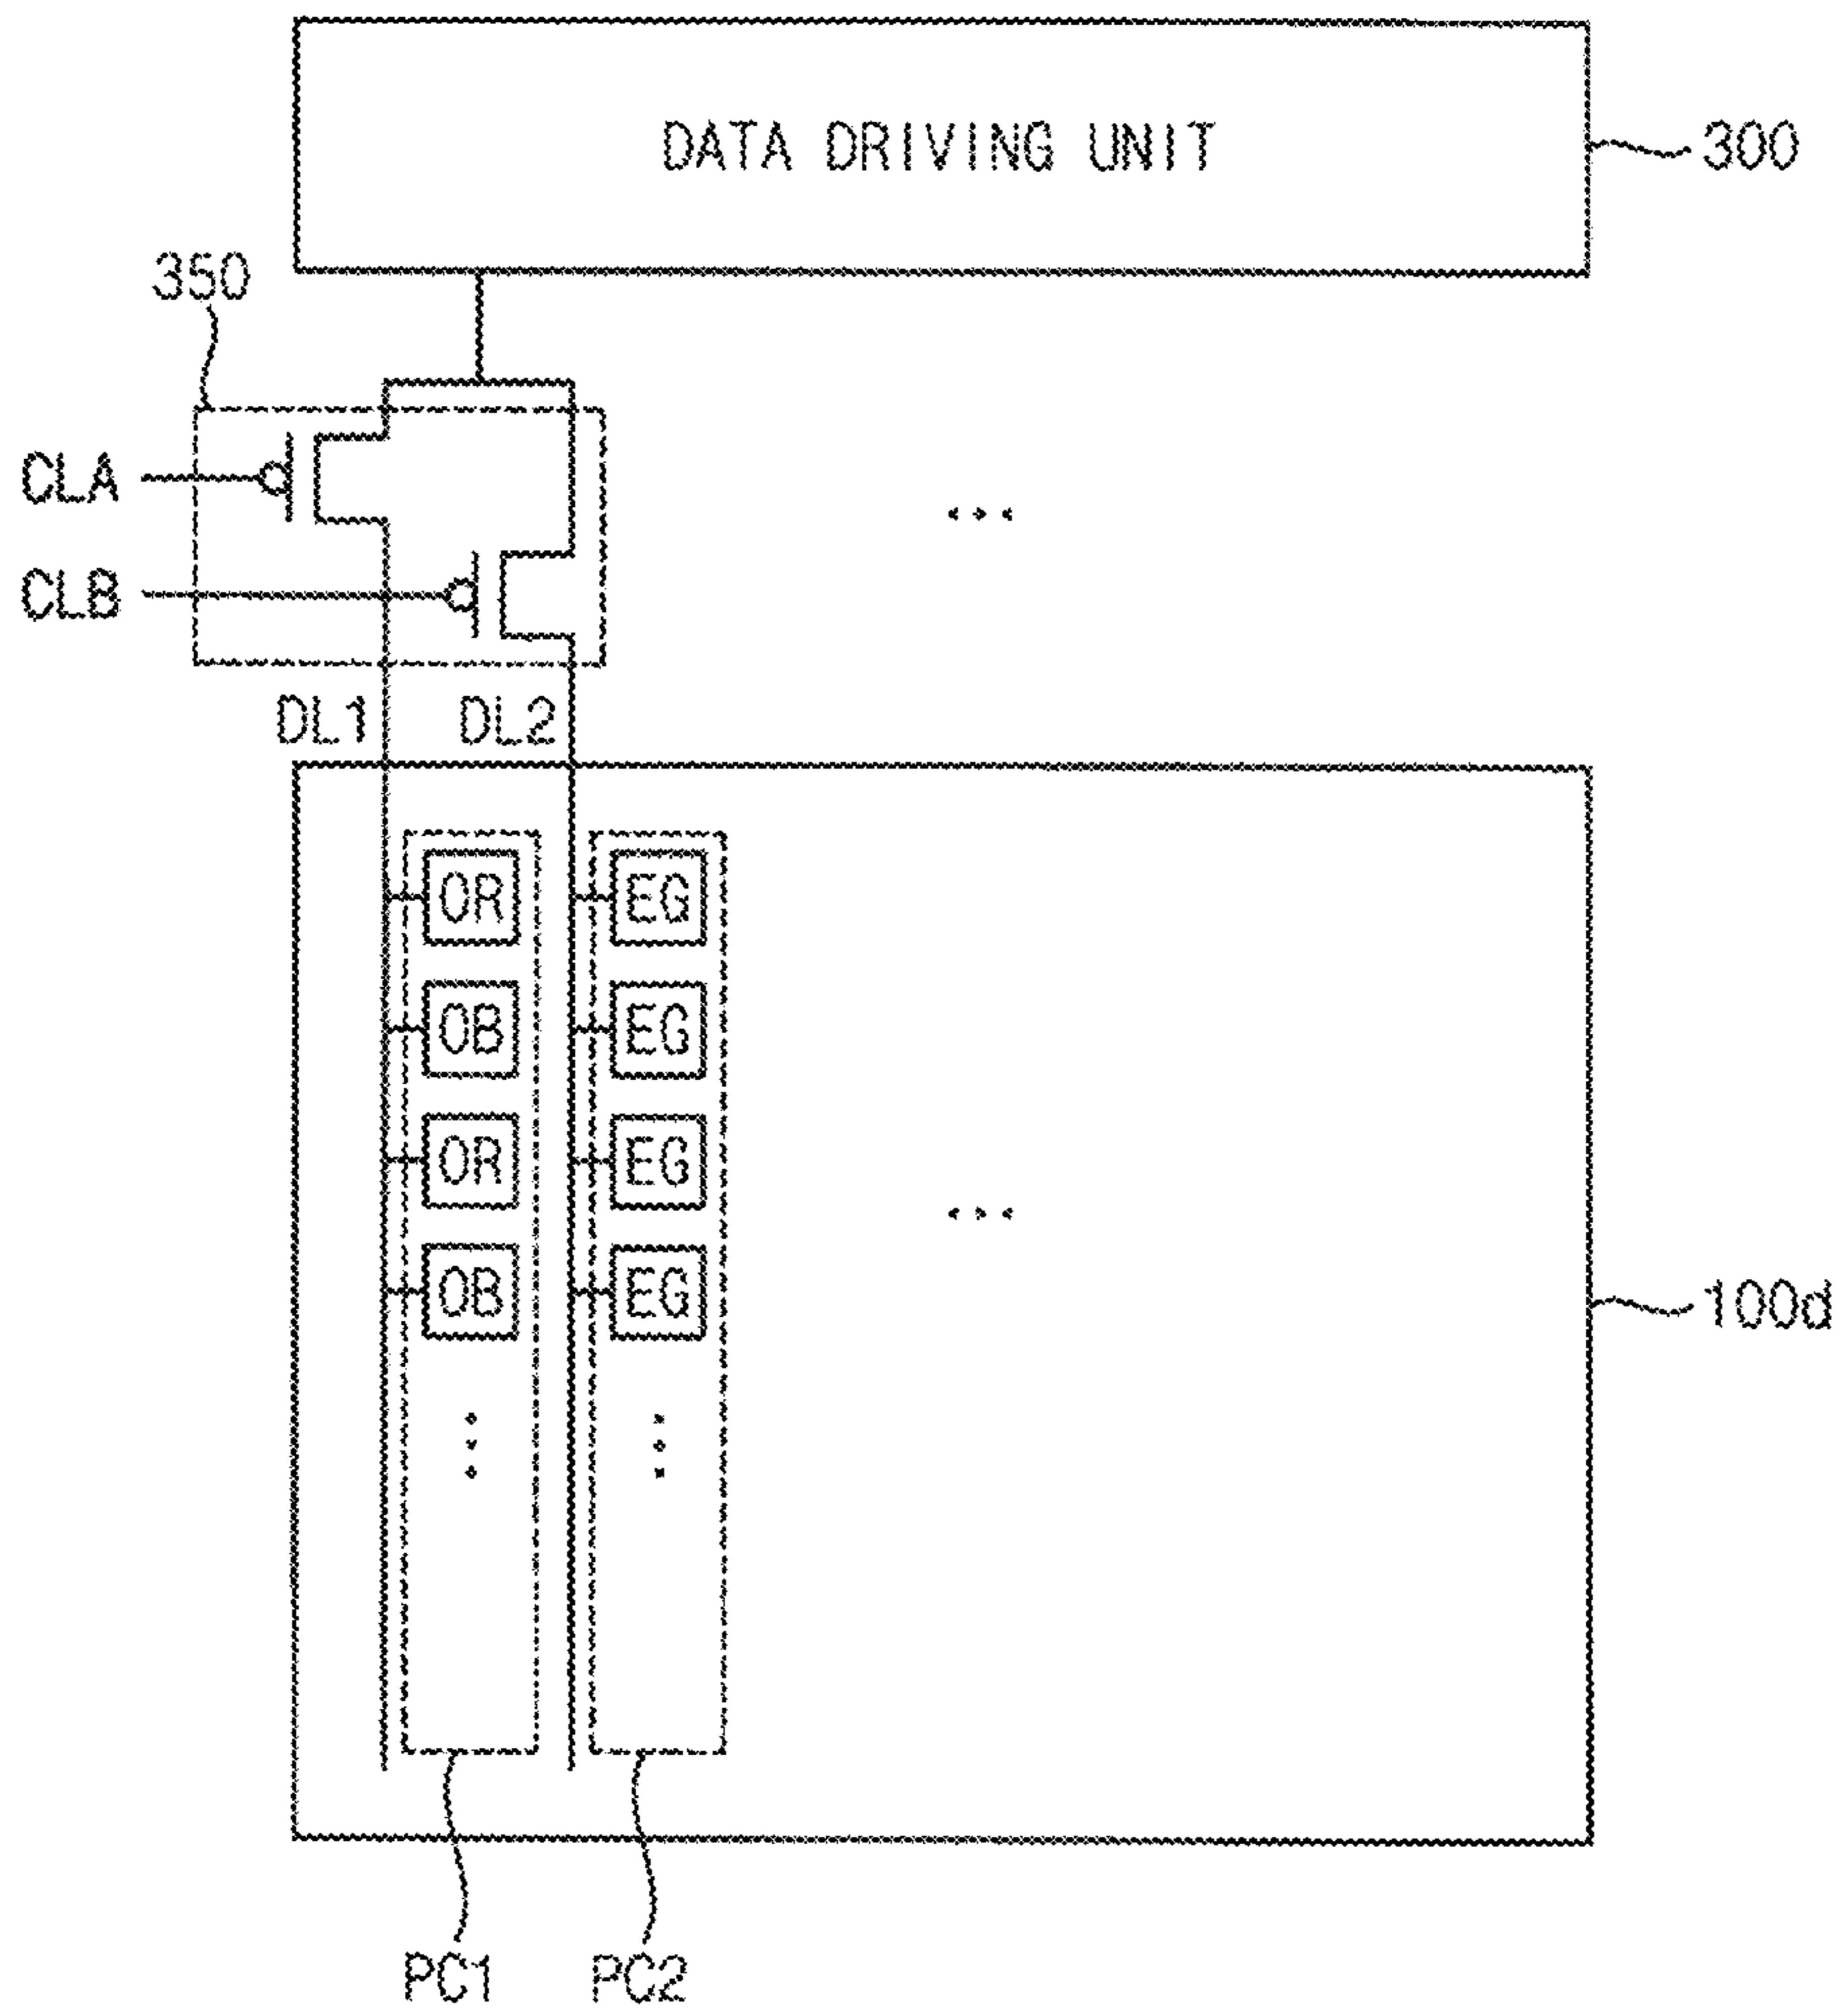 DATA DRIVING UNIT
300
350
CLA
CLB
DL1 DL2
OR EG
OB EG
OR EG
OB EG
100d
PC1 PC2